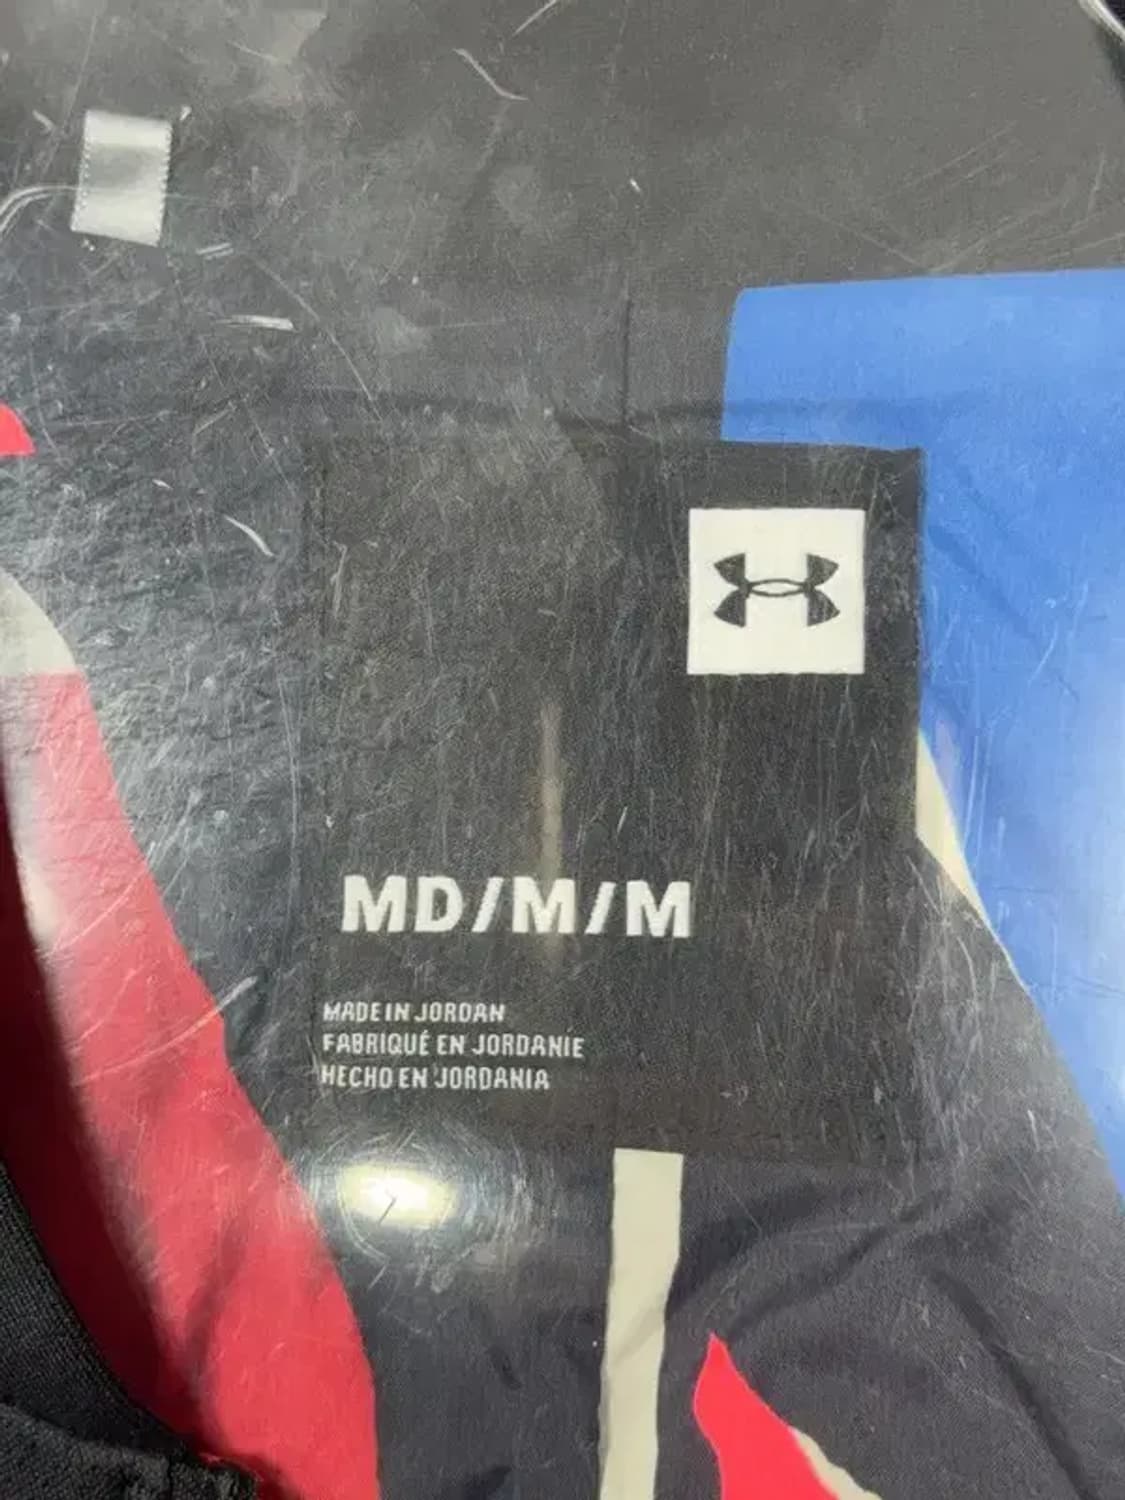 MD/M/M
MADE IN JORDAN
FABRIQUÉ EN JORDANIE
HECHO EN JORDANIA